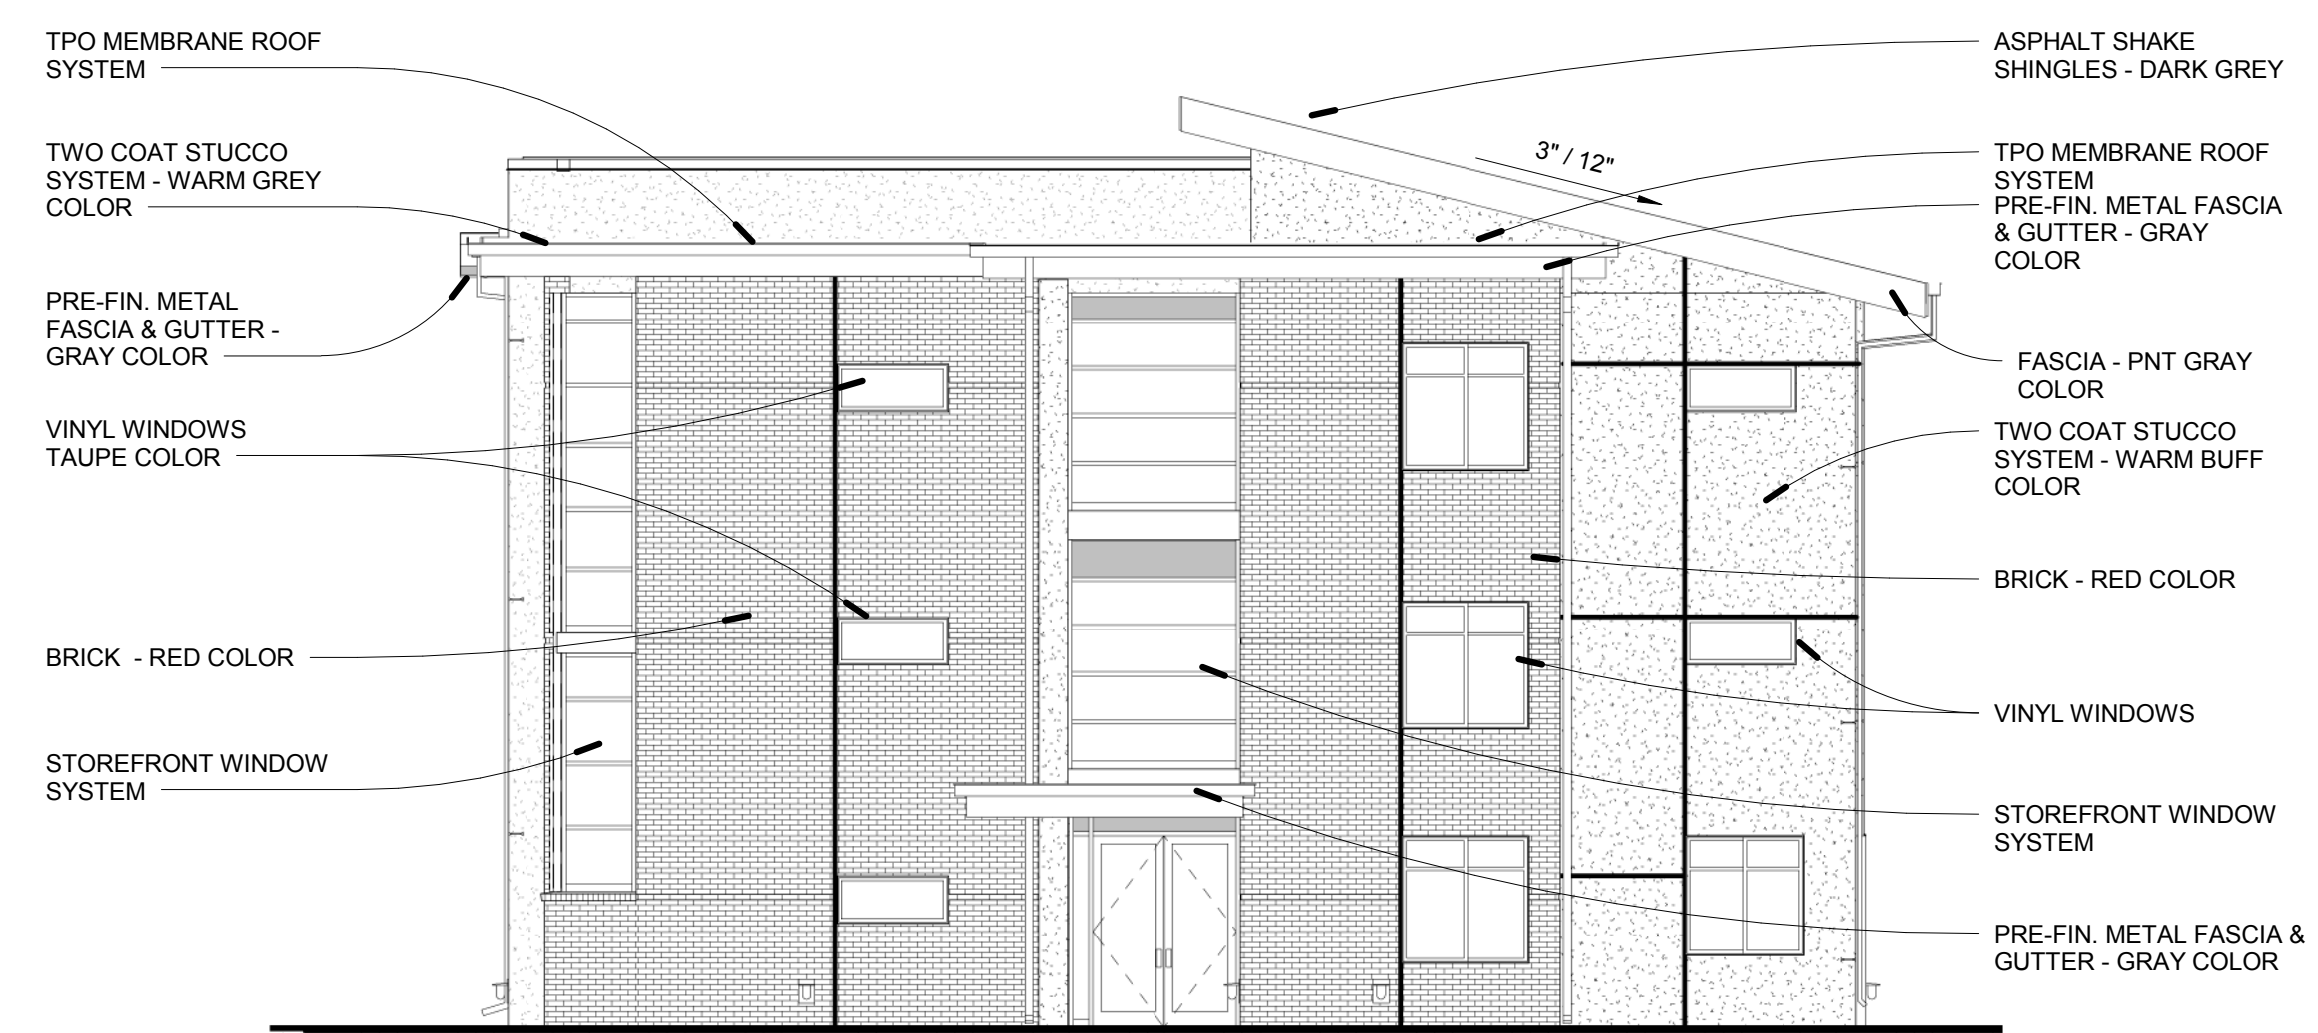 TPO MEMBRANE ROOF
SYSTEM
TWO COAT STUCCO
SYSTEM - WARM GREY
COLOR
PRE-FIN. METAL
FASCIA & GUTTER -
GRAY COLOR
VINYL WINDOWS
TAUPE COLOR
BRICK - RED COLOR
STOREFRONT WINDOW
SYSTEM
3" / 12"
ASPHALT SHAKE
SHINGLES - DARK GREY
TPO MEMBRANE ROOF
SYSTEM
PRE-FIN. METAL FASCIA
& GUTTER - GRAY
COLOR
FASCIA - PNT GRAY
COLOR
TWO COAT STUCCO
SYSTEM - WARM BUFF
COLOR
BRICK - RED COLOR
VINYL WINDOWS
STOREFRONT WINDOW
SYSTEM
PRE-FIN. METAL FASCIA &
GUTTER - GRAY COLOR